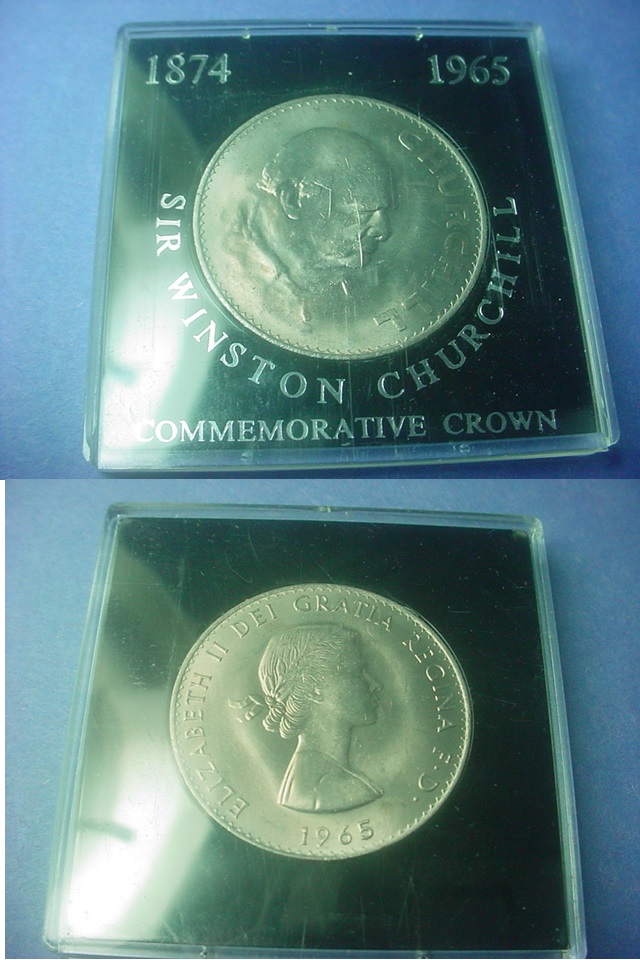 1874 1965
CHURCHILL
SIR WINSTON CHURCHILL
COMMEMORATIVE CROWN
ELIZABETH II DEI GRATIA REGINA F·D·
1965